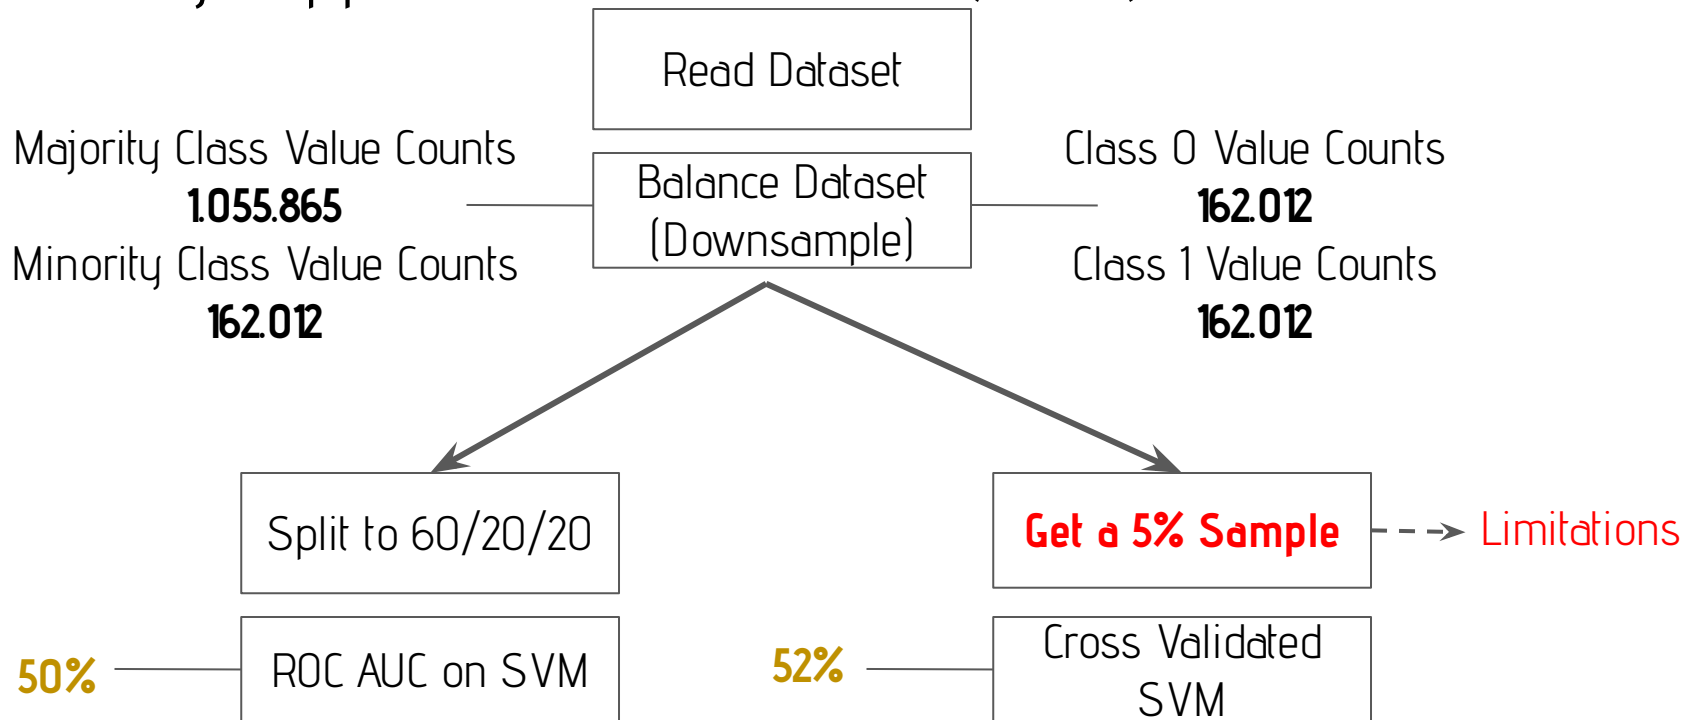 Read Dataset
Majority Class Value Counts
1.055.865
Minority Class Value Counts
162.012
Balance Dataset
(Downsample)
Class 0 Value Counts
162.012
Class 1 Value Counts
162.012
Split to 60/20/20
Get a 5% Sample
Limitations
50%
ROC AUC on SVM
52%
Cross Validated
SVM